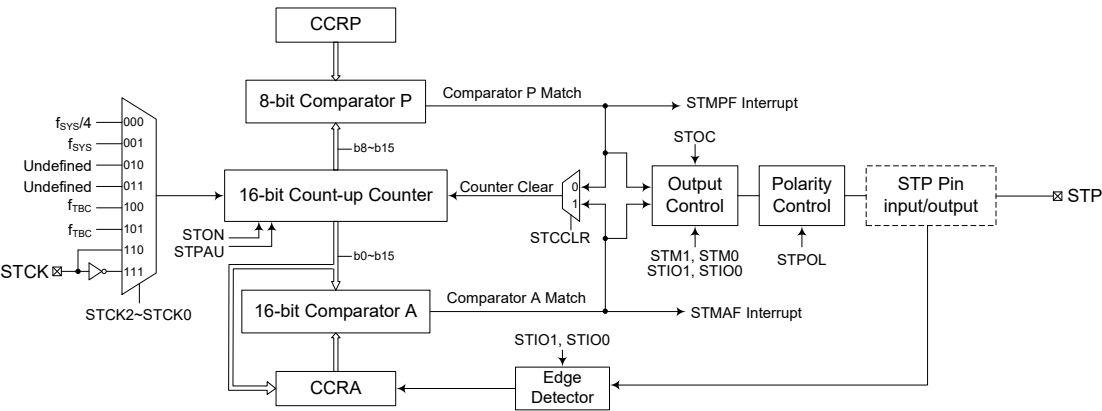 CCRP
8-bit Comparator P
Comparator P Match
STMPF Interrupt
b8~b15
fSYS/4
000
fSYS
001
Undefined
010
Undefined
011
fTBC
100
fTBC
101
110
STCK
111
STCK2~STCK0
16-bit Count-up Counter
STON
STPAU
Counter Clear
0
1
STCCLR
STOC
Output
Control
STM1, STM0
STIO1, STIO0
Polarity
Control
STPOL
STP Pin
input/output
STP
b0~b15
16-bit Comparator A
Comparator A Match
STMAF Interrupt
STIO1, STIO0
Edge
Detector
CCRA